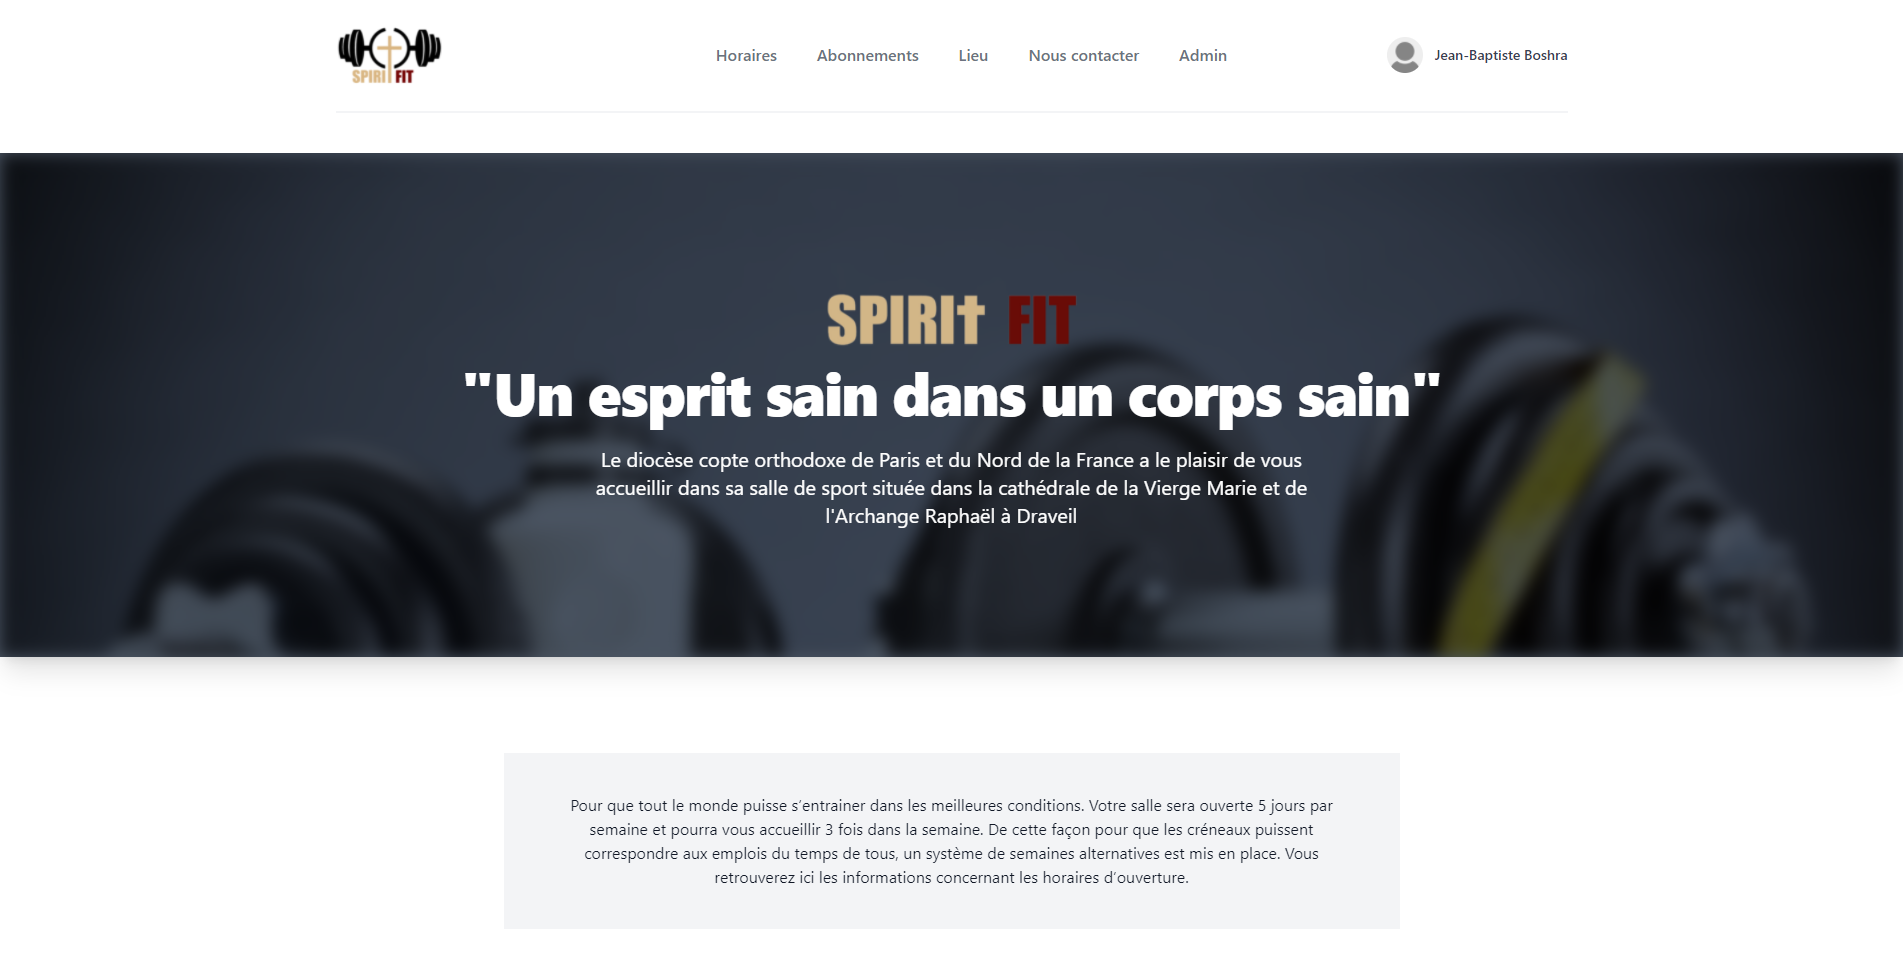 SPIRIT FIT
Horaires
Abonnements
Lieu
Nous contacter
Admin
Jean-Baptiste Boshra
SPIRIT FIT
"Un esprit sain dans un corps sain"
Le diocèse copte orthodoxe de Paris et du Nord de la France a le plaisir de vous
accueillir dans sa salle de sport située dans la cathédrale de la Vierge Marie et de
l'Archange Raphaël à Draveil
Pour que tout le monde puisse s’entrainer dans les meilleures conditions. Votre salle sera ouverte 5 jours par
semaine et pourra vous accueillir 3 fois dans la semaine. De cette façon pour que les créneaux puissent
correspondre aux emplois du temps de tous, un système de semaines alternatives est mis en place. Vous
retrouverez ici les informations concernant les horaires d’ouverture.